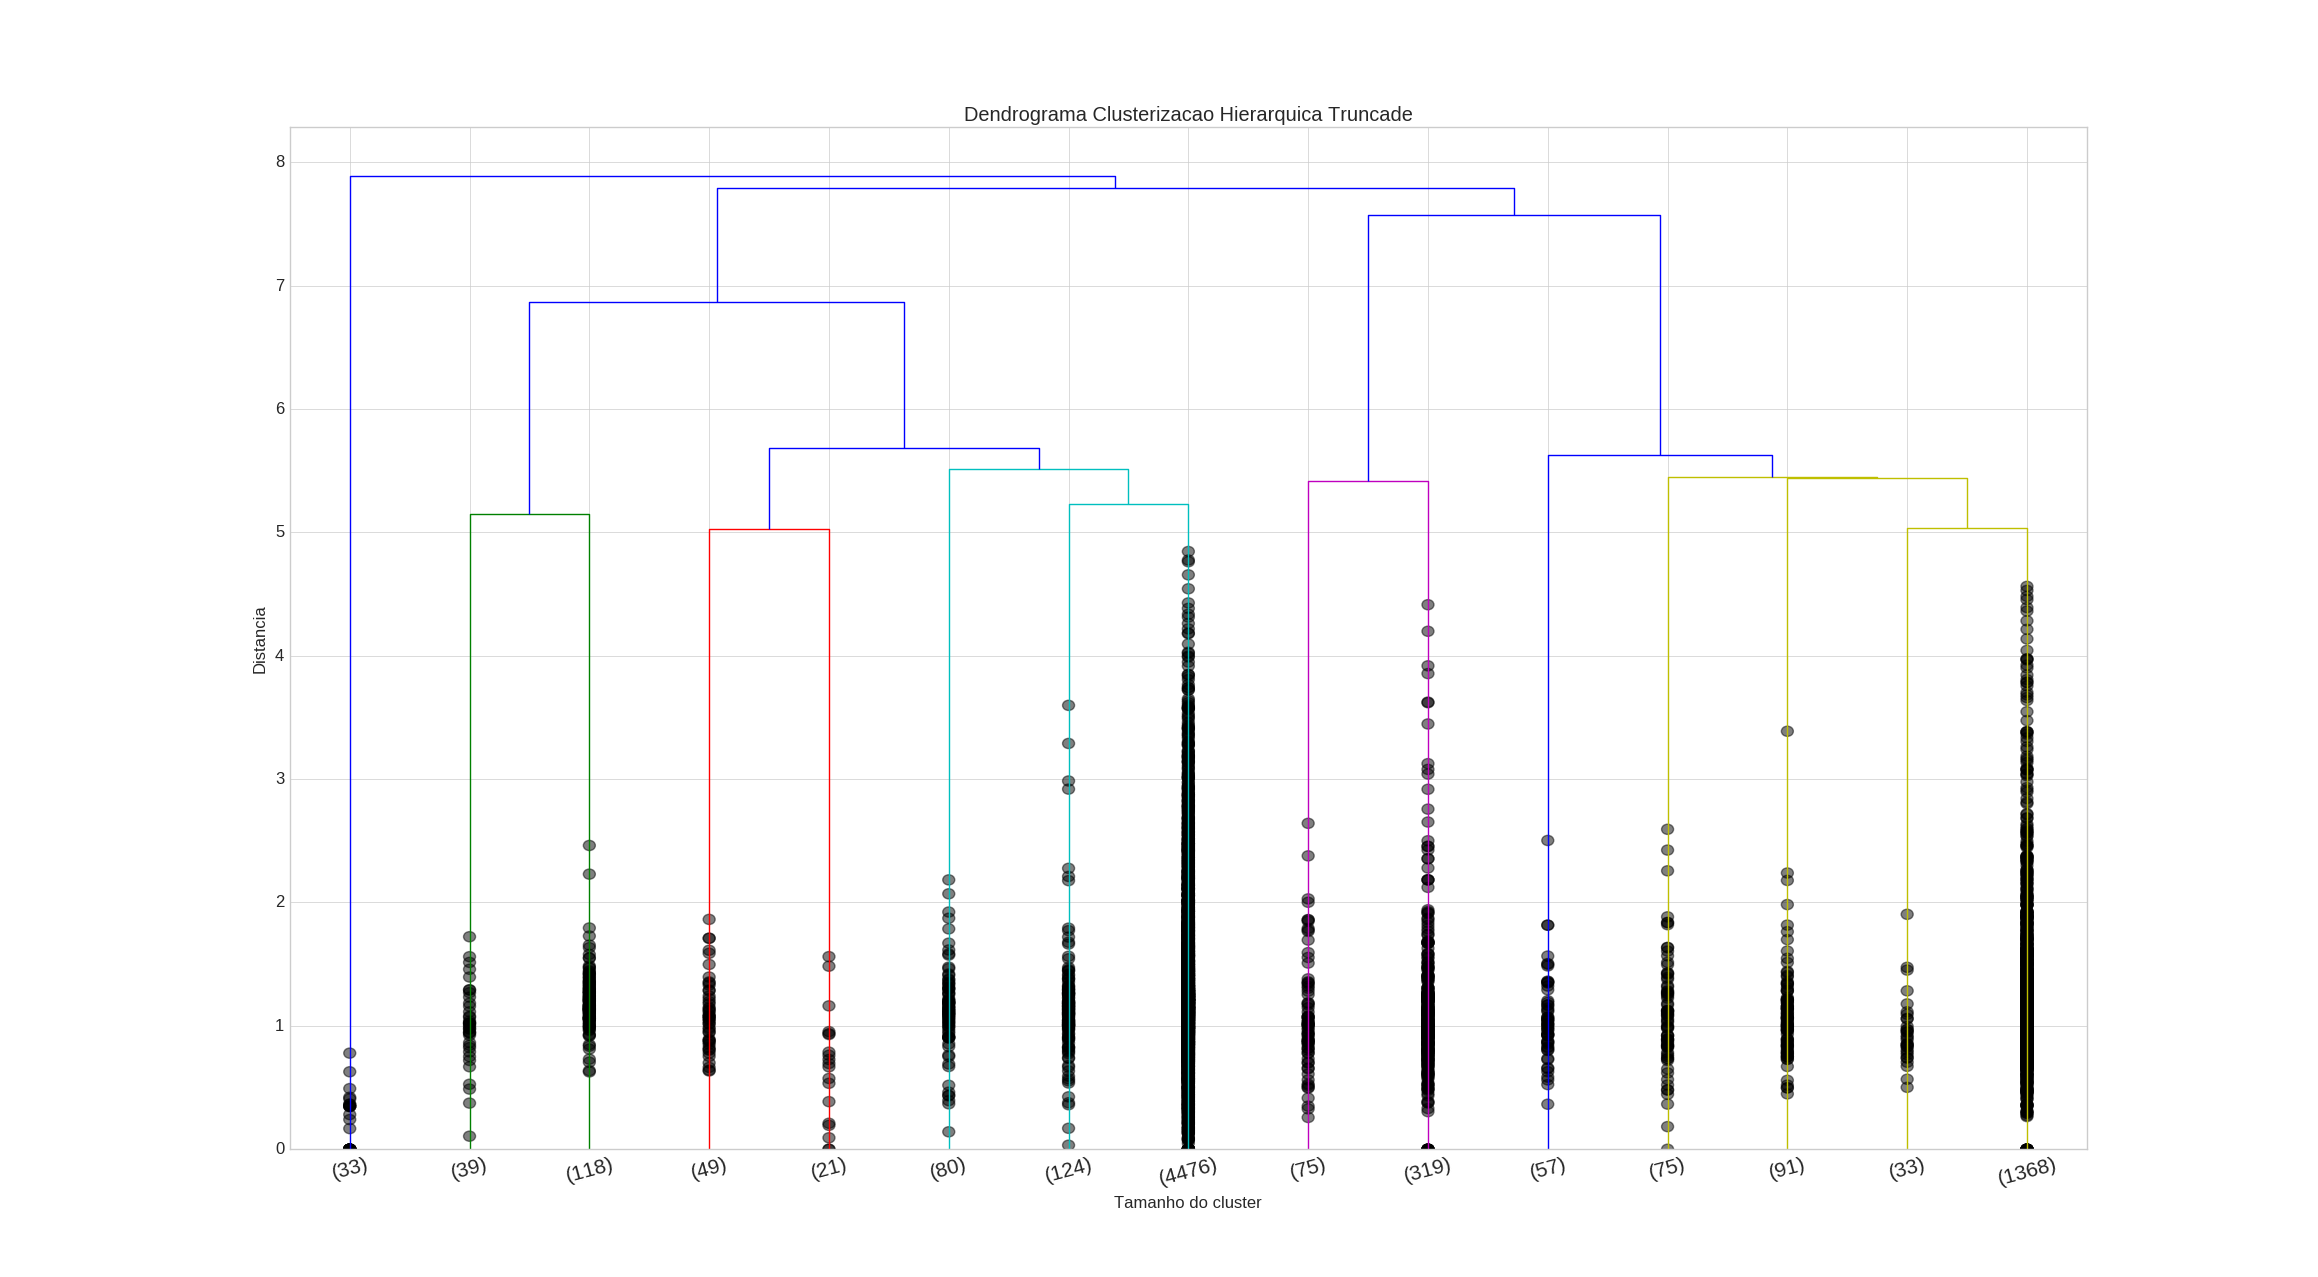 Dendrograma Clusterizacao Hierarquica Truncade
8
7
6
5
4
3
2
1
0
Distancia
(33) (39) (118) (49) (21) (80) (124) (4476) (75) (319) (57) (75) (91) (33) (1368)
Tamanho do cluster